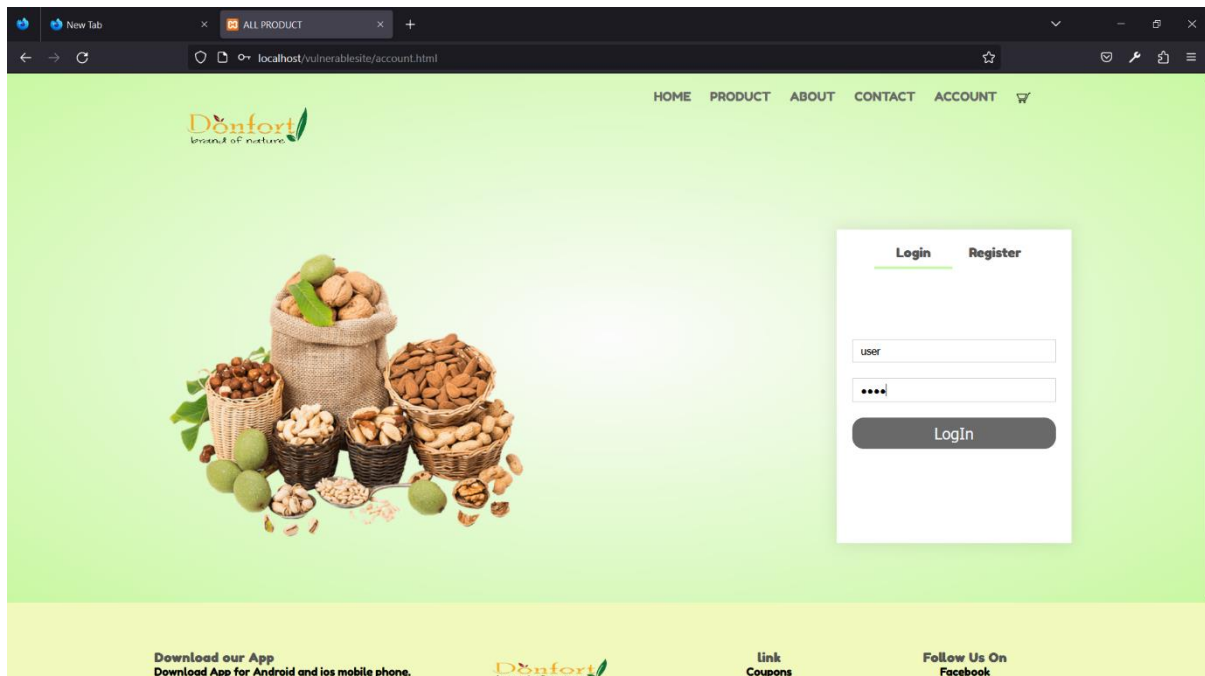 New Tab
ALL PRODUCT
localhost/vulnerablesite/account.html
HOME PRODUCT ABOUT CONTACT ACCOUNT
Donfort
brand of nature
Login Register
user
LogIn
Download our App
Download App for Android and ios mobile phone.
Donfort
link
Coupons
Follow Us On
Facebook